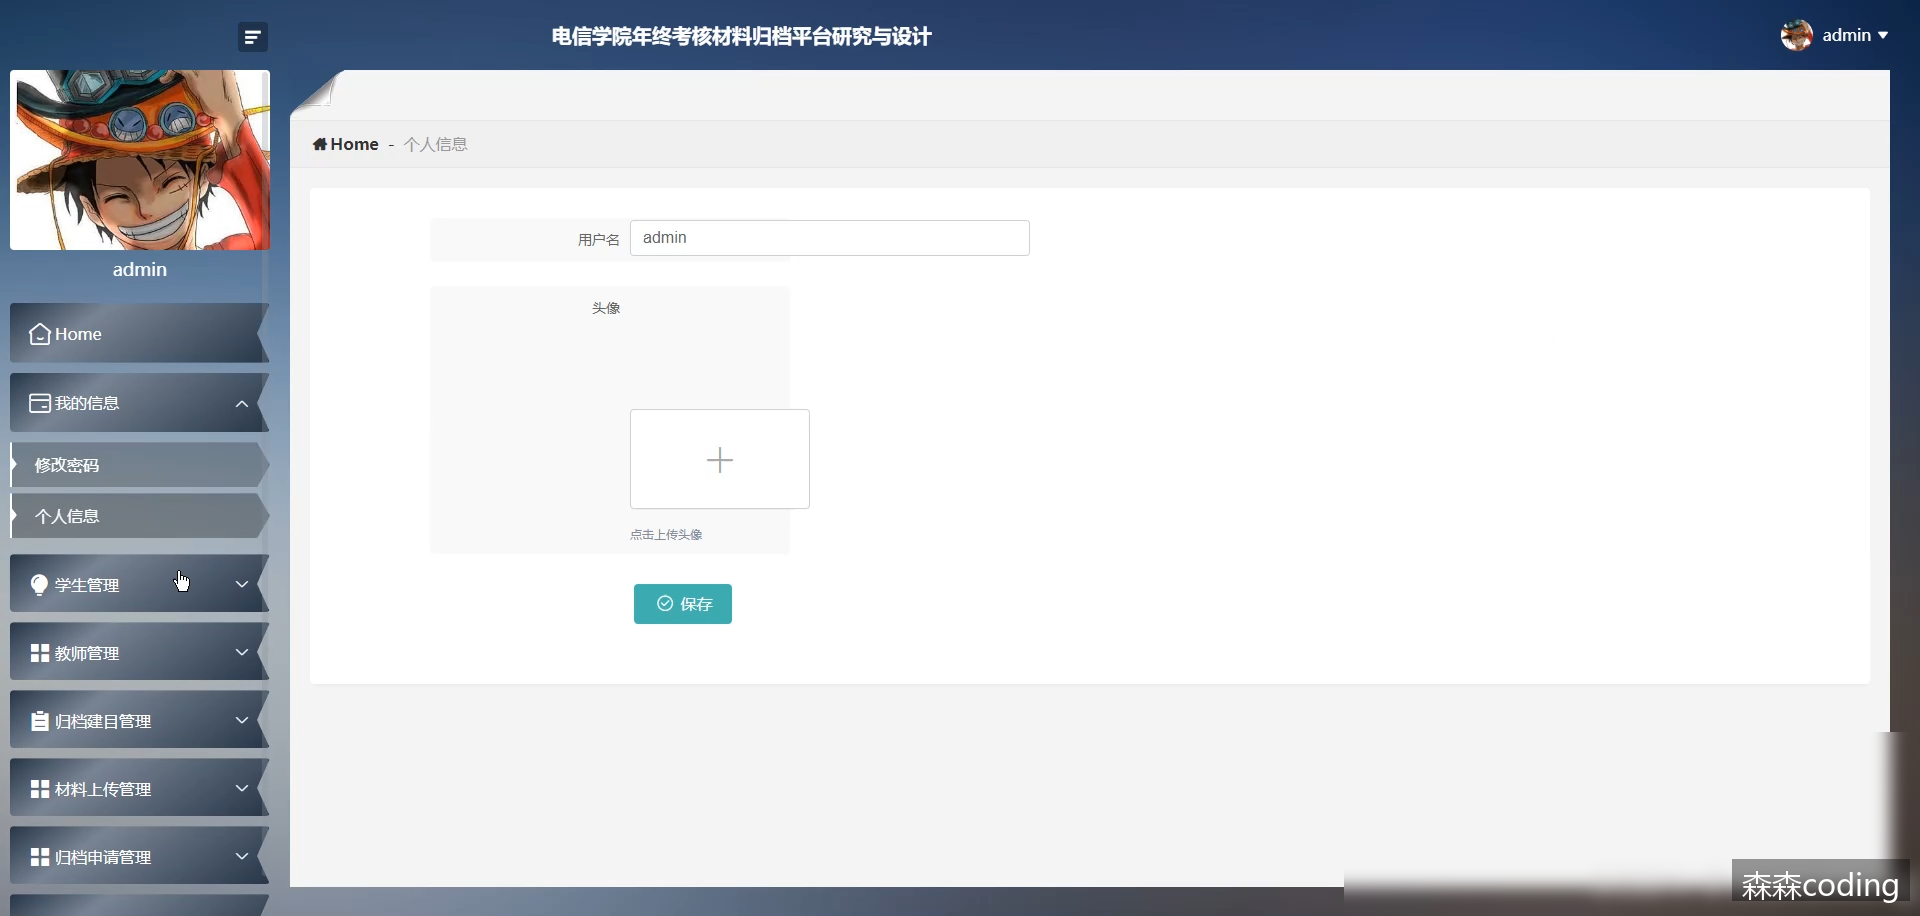 电信学院年终考核材料归档平台研究与设计
admin
admin
Home
我的信息
修改密码
个人信息
学生管理
教师管理
归档建目管理
材料上传管理
归档申请管理
Home - 个人信息
用户名 admin
头像
点击上传头像
保存
森森coding